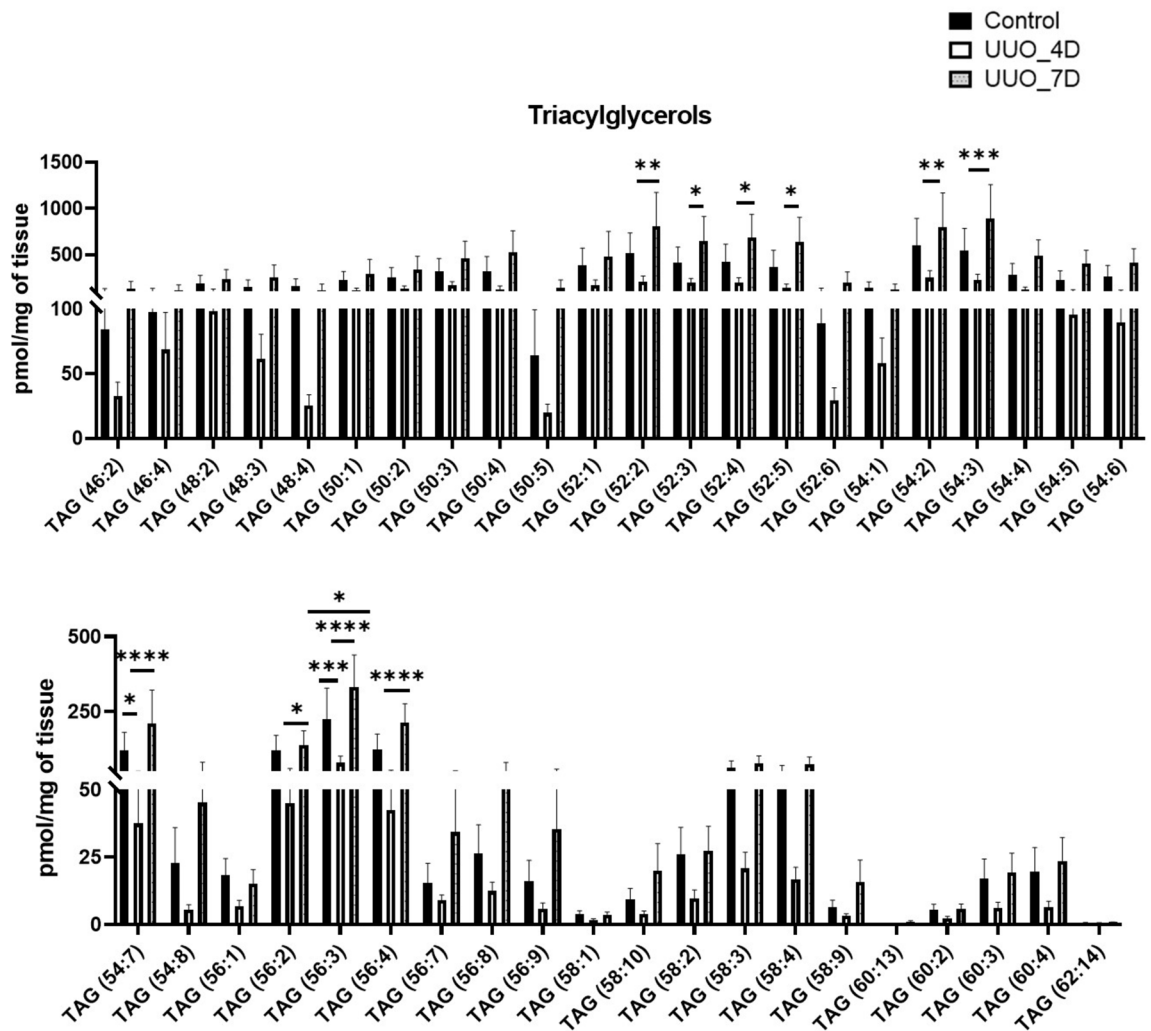 Control
UUO_4D
UUO_7D
Triacylglycerols
** * * * ** ***
1500
1000
500
100
50
0
pmol/mg of tissue
TAG (46:2) TAG (46:4) TAG (48:2) TAG (48:3) TAG (48:4) TAG (50:1) TAG (50:2) TAG (50:3) TAG (50:4) TAG (50:5) TAG (52:1) TAG (52:2) TAG (52:3) TAG (52:4) TAG (52:5) TAG (52:6) TAG (54:1) TAG (54:2) TAG (54:3) TAG (54:4) TAG (54:5) TAG (54:6)
*
**** ****
* * *** ****
500
250
50
25
0
pmol/mg of tissue
TAG (54:7) TAG (54:8) TAG (56:1) TAG (56:2) TAG (56:3) TAG (56:4) TAG (56:7) TAG (56:8) TAG (56:9) TAG (58:1) TAG (58:10) TAG (58:2) TAG (58:3) TAG (58:4) TAG (58:9) TAG (60:13) TAG (60:2) TAG (60:3) TAG (60:4) TAG (62:14)